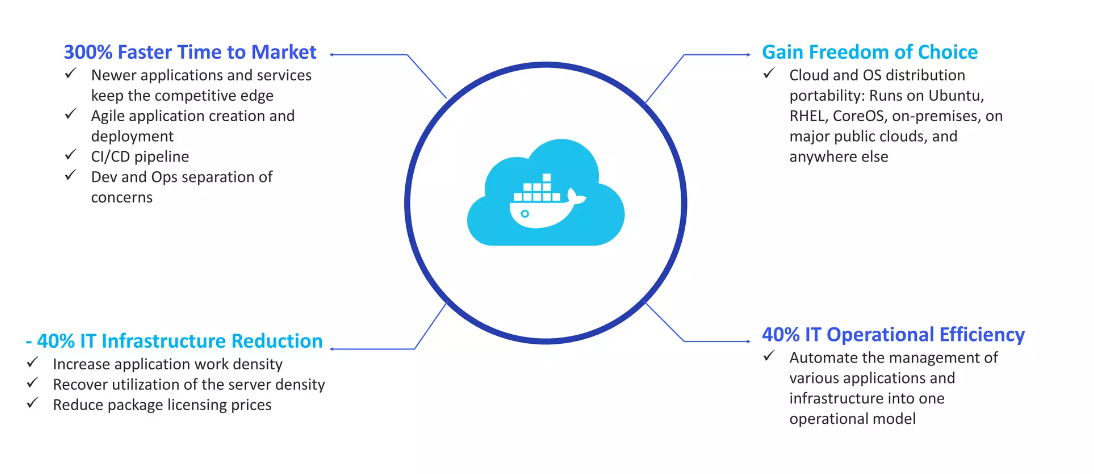 300% Faster Time to Market
✓ Newer applications and services
keep the competitive edge
✓ Agile application creation and
deployment
✓ CI/CD pipeline
✓ Dev and Ops separation of
concerns
Gain Freedom of Choice
✓ Cloud and OS distribution
portability: Runs on Ubuntu,
RHEL, CoreOS, on-premises, on
major public clouds, and
anywhere else
- 40% IT Infrastructure Reduction
✓ Increase application work density
✓ Recover utilization of the server density
✓ Reduce package licensing prices
40% IT Operational Efficiency
✓ Automate the management of
various applications and
infrastructure into one
operational model